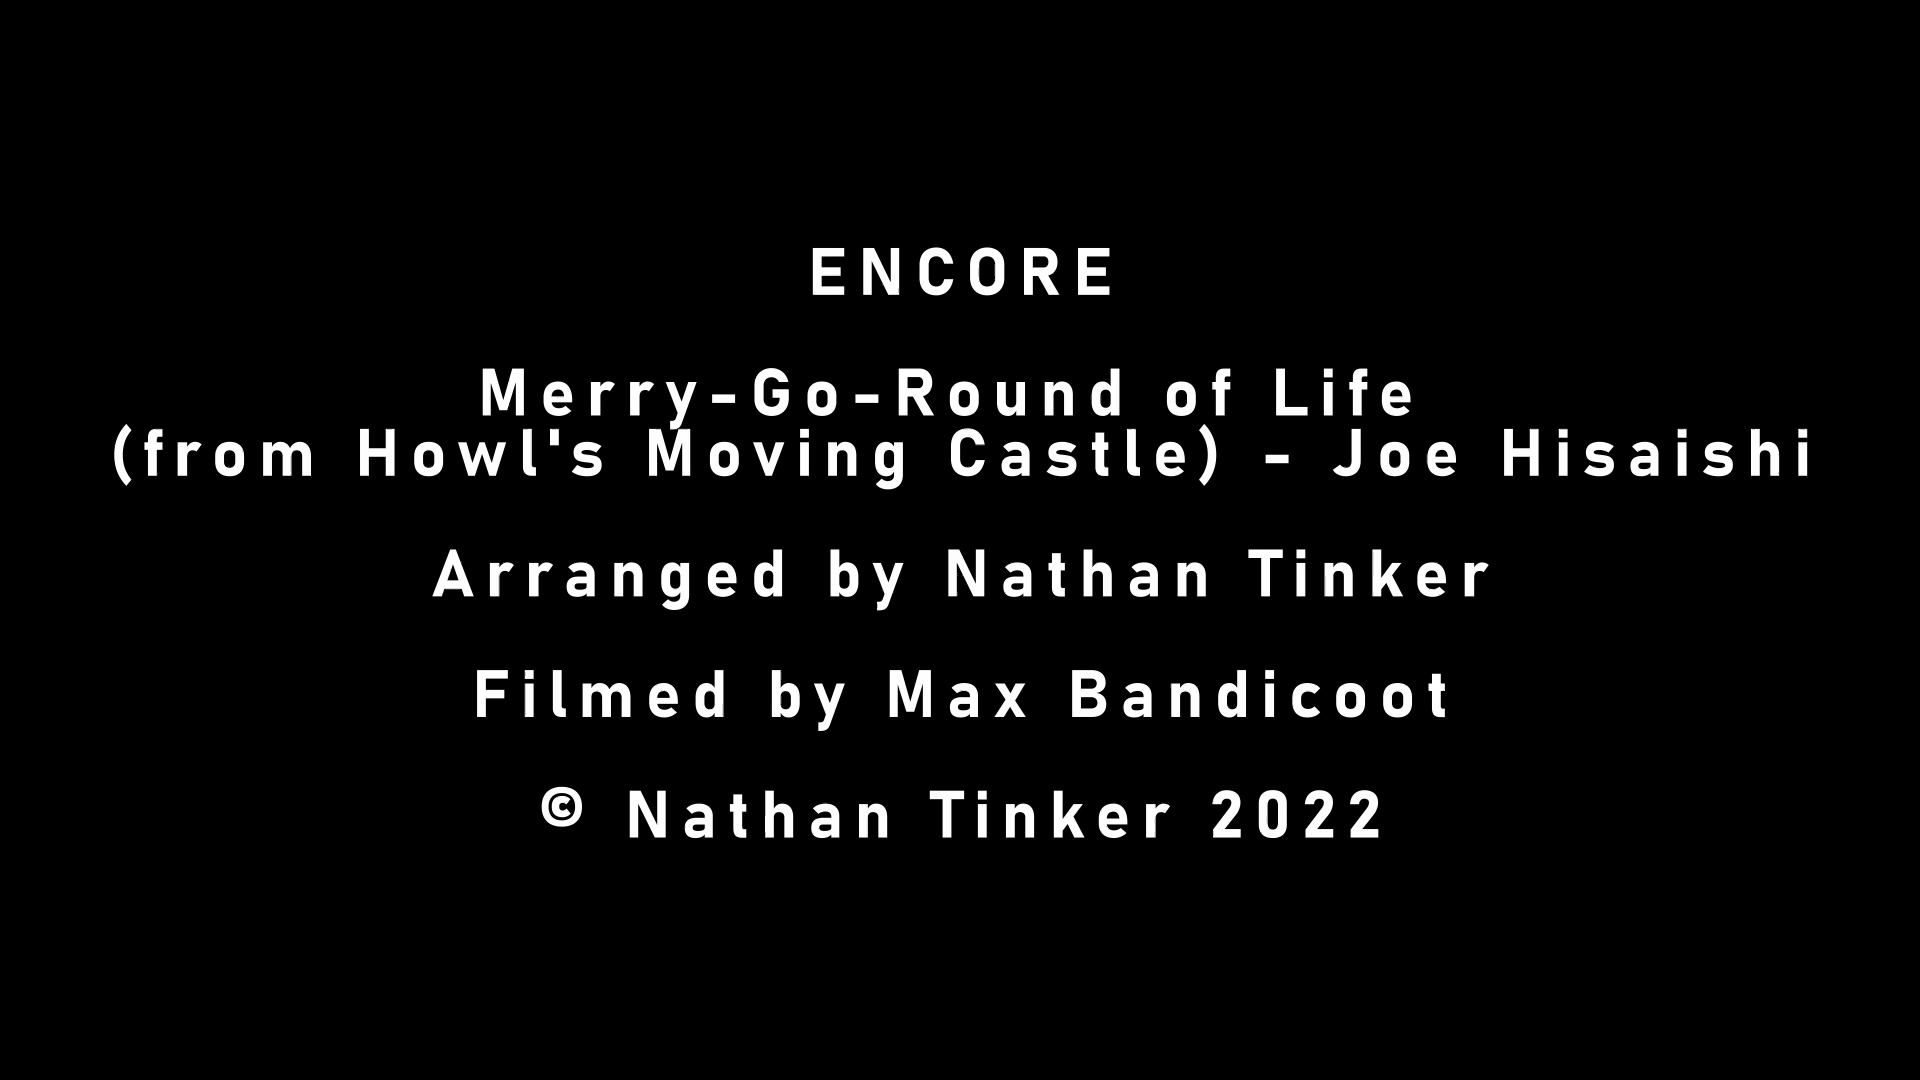 ENCORE
Merry-Go-Round of Life
(from Howl's Moving Castle) - Joe Hisaishi
Arranged by Nathan Tinker
Filmed by Max Bandicoot
© Nathan Tinker 2022